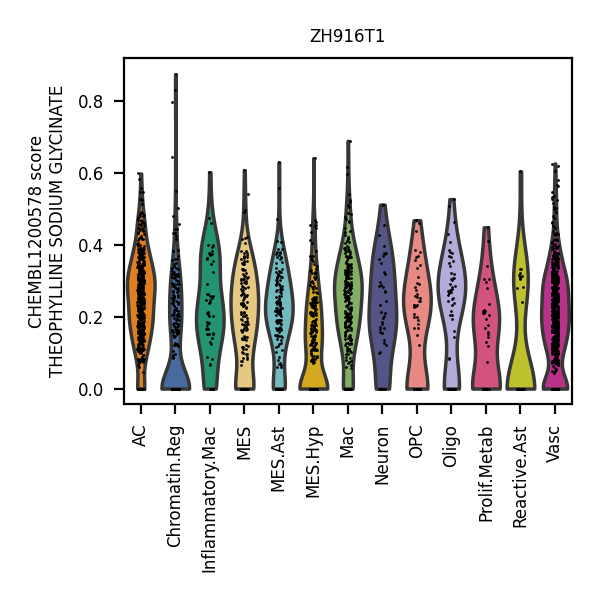 ZH916T1
CHEMBL1200578 score
THEOPHYLLINE SODIUM GLYCINATE
0.8
0.6
0.4
0.2
0.0
AC
Chromatin.Reg
Inflammatory.Mac
MES
MES.Ast
MES.Hyp
Mac
Neuron
OPC
Oligo
Prolif.Metab
Reactive.Ast
Vasc